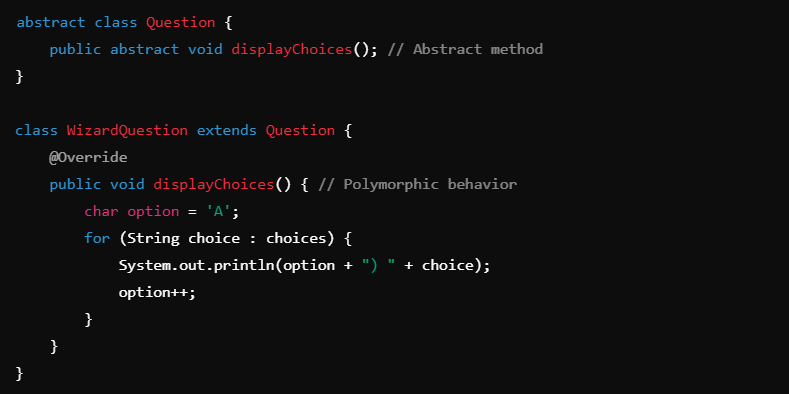 abstract class Question {
    public abstract void displayChoices(); // Abstract method
}

class WizardQuestion extends Question {
    @Override
    public void displayChoices() { // Polymorphic behavior
        char option = 'A';
        for (String choice : choices) {
            System.out.println(option + ") " + choice);
            option++;
        }
    }
}